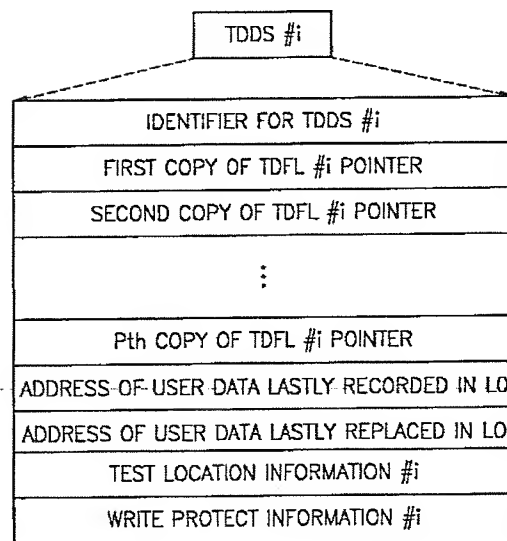 TDDS #i
IDENTIFIER FOR TDDS #i
FIRST COPY OF TDFL #i POINTER
SECOND COPY OF TDFL #i POINTER
⋮
Pth COPY OF TDFL #i POINTER
ADDRESS OF USER DATA LASTLY RECORDED IN LO
ADDRESS OF USER DATA LASTLY REPLACED IN LO
TEST LOCATION INFORMATION #i
WRITE PROTECT INFORMATION #i